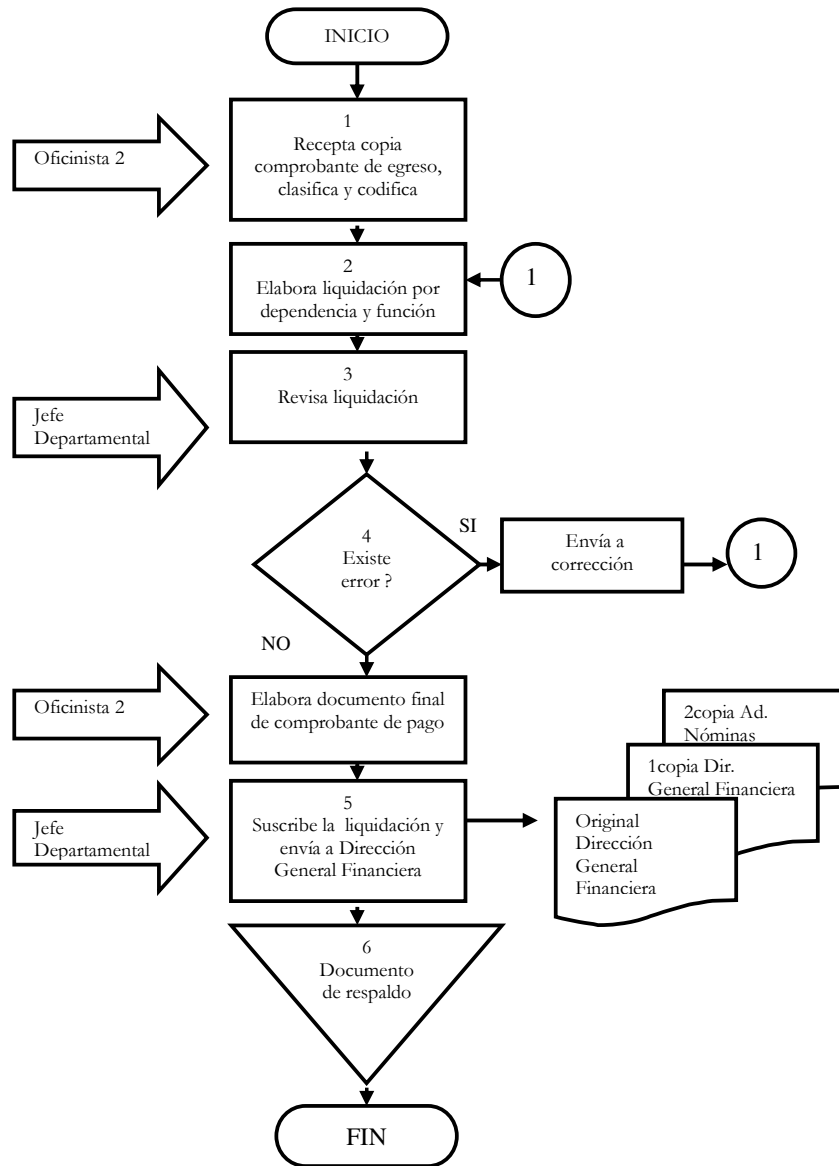 INICIO
Oficinista 2
1
Recepta copia
comprobante de egreso,
clasifica y codifica
2
Elabora liquidación por
dependencia y función
1
3
Revisa liquidación
Jefe
Departamental
4
Existe
error ?
SI
Envía a
corrección
1
NO
Oficinista 2
Elabora documento final
de comprobante de pago
2copia Ad.
Nóminas
1copia Dir.
General Financiera
Original
Dirección
General
Financiera
Jefe
Departamental
5
Suscribe la liquidación y
envía a Dirección
General Financiera
6
Documento
de respaldo
FIN